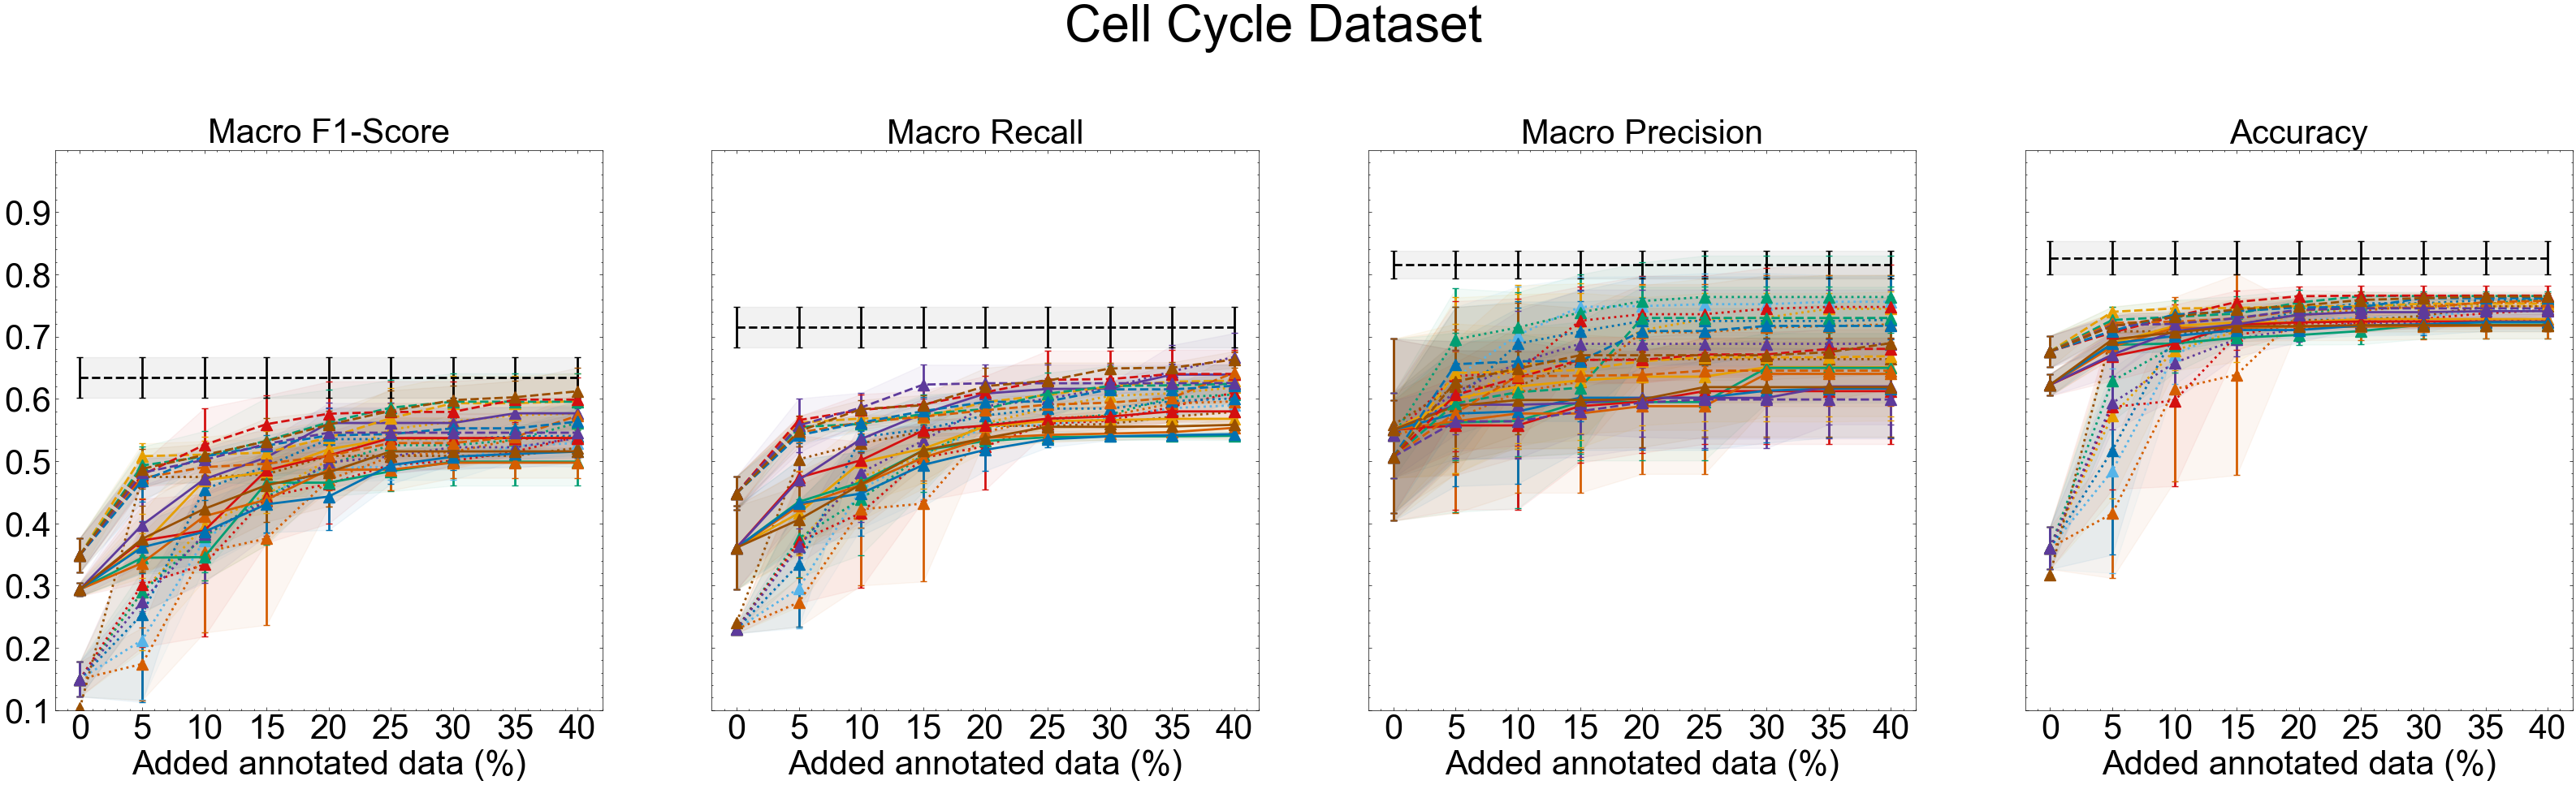 Cell Cycle Dataset
Macro F1-Score
Macro Recall
Macro Precision
Accuracy
0.9
0.8
0.7
0.6
0.5
0.4
0.3
0.2
0.1
0 5 10 15 20 25 30 35 40
0 5 10 15 20 25 30 35 40
0 5 10 15 20 25 30 35 40
0 5 10 15 20 25 30 35 40
Added annotated data (%)
Added annotated data (%)
Added annotated data (%)
Added annotated data (%)